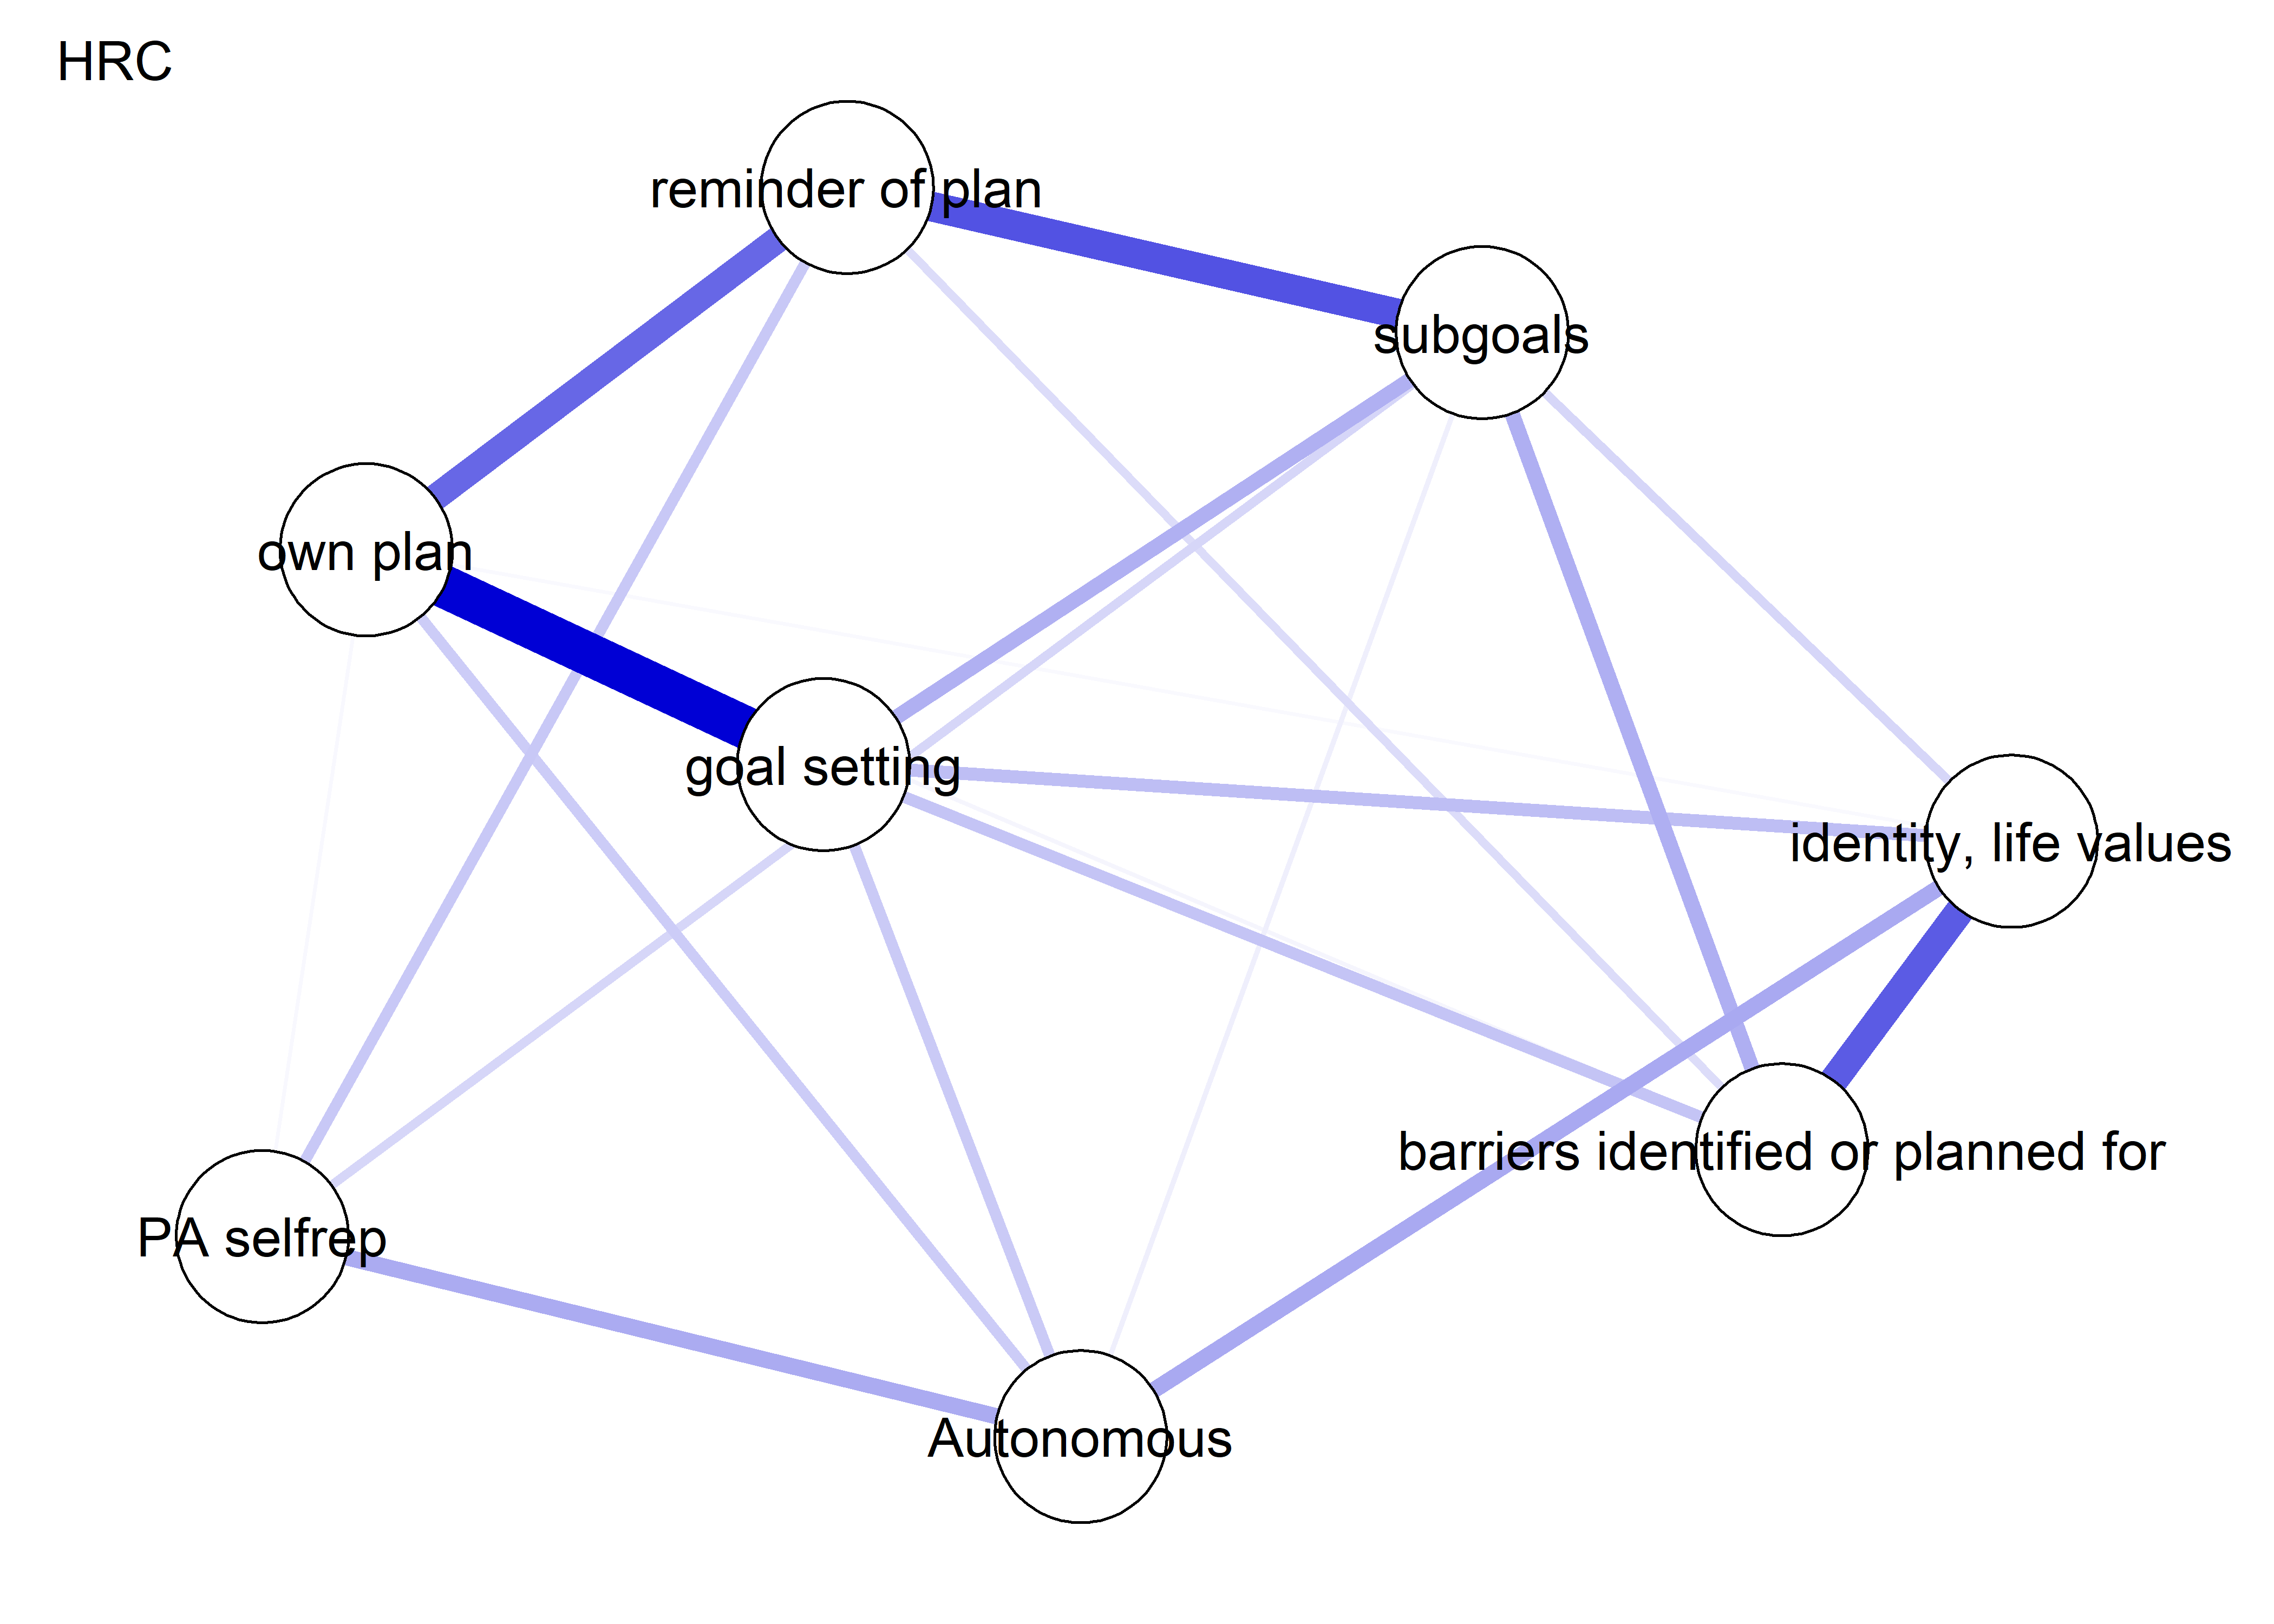 HRC
reminder of plan
subgoals
own plan
goal setting
identity, life values
barriers identified or planned for
PA selfrep
Autonomous